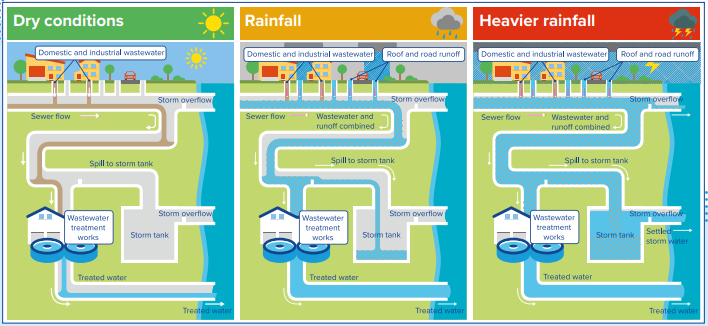 Dry conditions
Domestic and industrial wastewater
Storm overflow
Sewer flow
Spill to storm tank
Storm overflow
Wastewater
treatment
works
Storm tank
Treated water
Treated water
Rainfall
Domestic and industrial wastewater
Roof and road runoff
Storm overflow
Sewer flow
Wastewater and
runoff combined
Spill to storm tank
Storm overflow
Wastewater
treatment
works
Storm tank
Treated water
Treated water
Heavier rainfall
Domestic and industrial wastewater
Roof and road runoff
Storm overflow
Sewer flow
Wastewater and
runoff combined
Spill to storm tank
Storm overflow
Wastewater
treatment
works
Storm tank
Settled
storm water
Treated water
Treated water